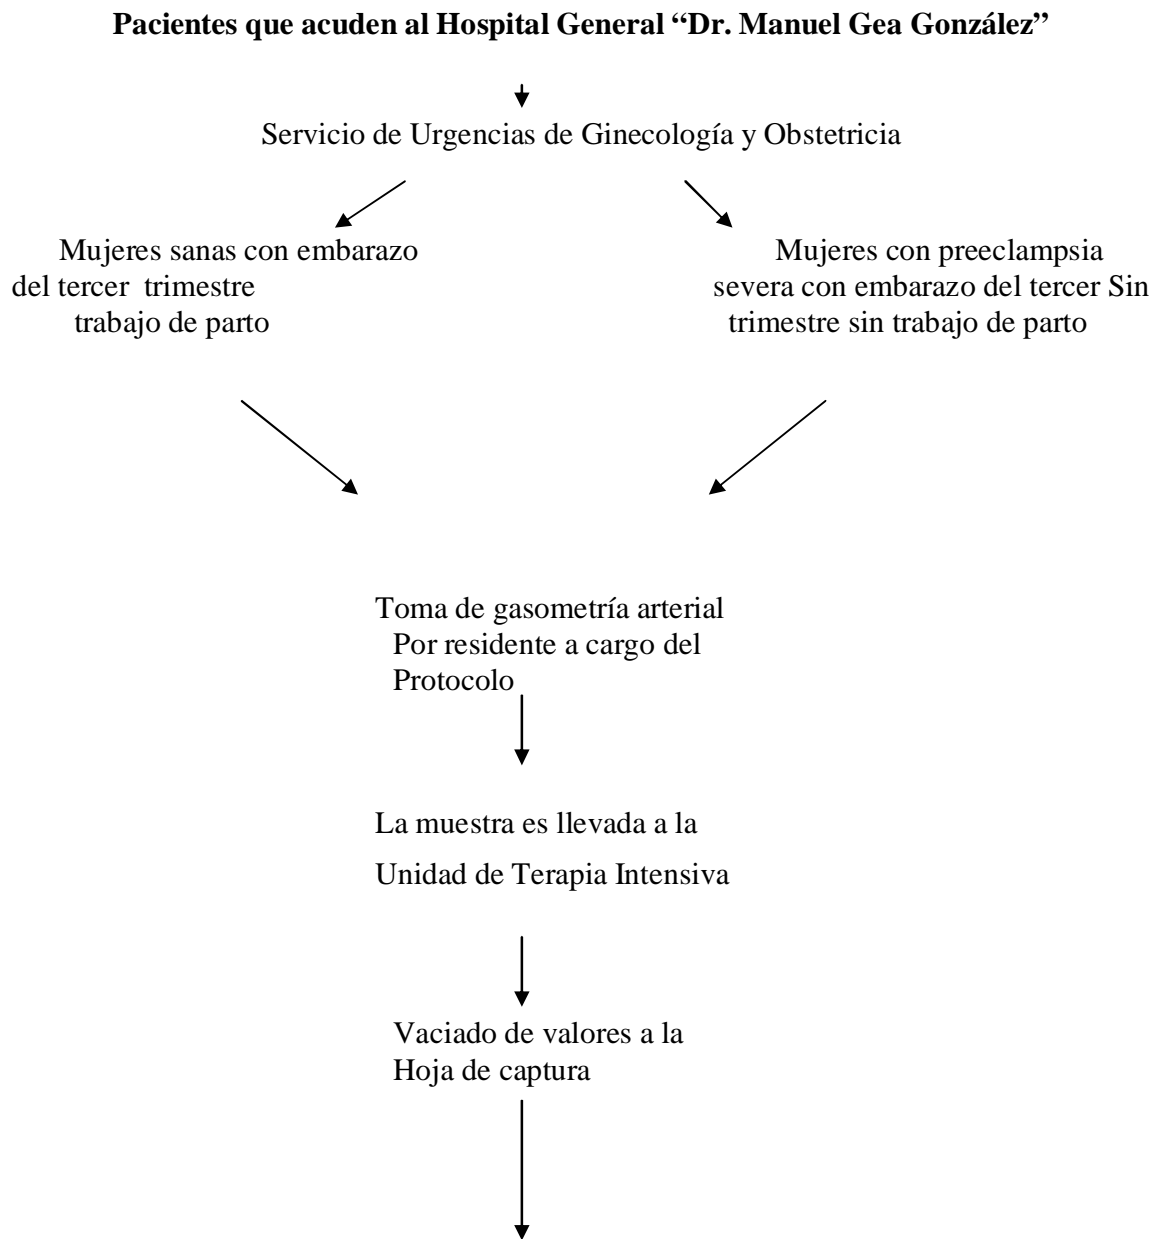 Pacientes que acuden al Hospital General “Dr. Manuel Gea González”
Servicio de Urgencias de Ginecología y Obstetricia
Mujeres sanas con embarazo
del tercer  trimestre
trabajo de parto
Mujeres con preeclampsia
severa con embarazo del tercer Sin
trimestre sin trabajo de parto
Toma de gasometría arterial
Por residente a cargo del
Protocolo
La muestra es llevada a la
Unidad de Terapia Intensiva
Vaciado de valores a la
Hoja de captura